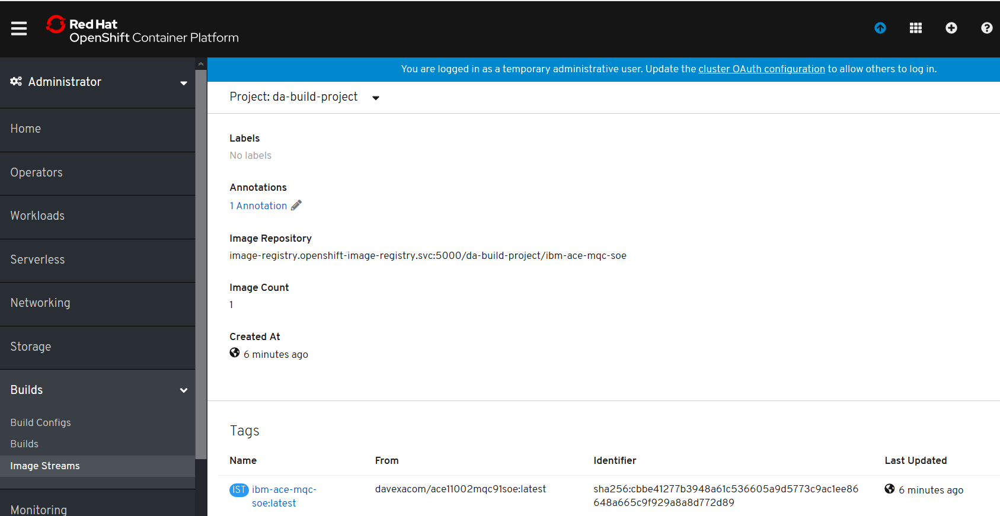 Red Hat
OpenShift Container Platform
You are logged in as a temporary administrative user. Update the cluster OAuth configuration to allow others to log in.
Administrator
Project: da-build-project
Home
Operators
Workloads
Serverless
Networking
Storage
Builds
Build Configs
Builds
Image Streams
Monitoring
Labels
No labels
Annotations
1 Annotation
Image Repository
image-registry.openshift-image-registry.svc:5000/da-build-project/ibm-ace-mqc-soe
Image Count
1
Created At
6 minutes ago
Tags
Name From Identifier Last Updated
IST ibm-ace-mqc- davexacom/ace11002mqc91soe:latest sha256:cbbe41277b3948a61c536605a9d5773c9ac1ee86 6 minutes ago
soe:latest 648a665c9f929a8a8d772d89